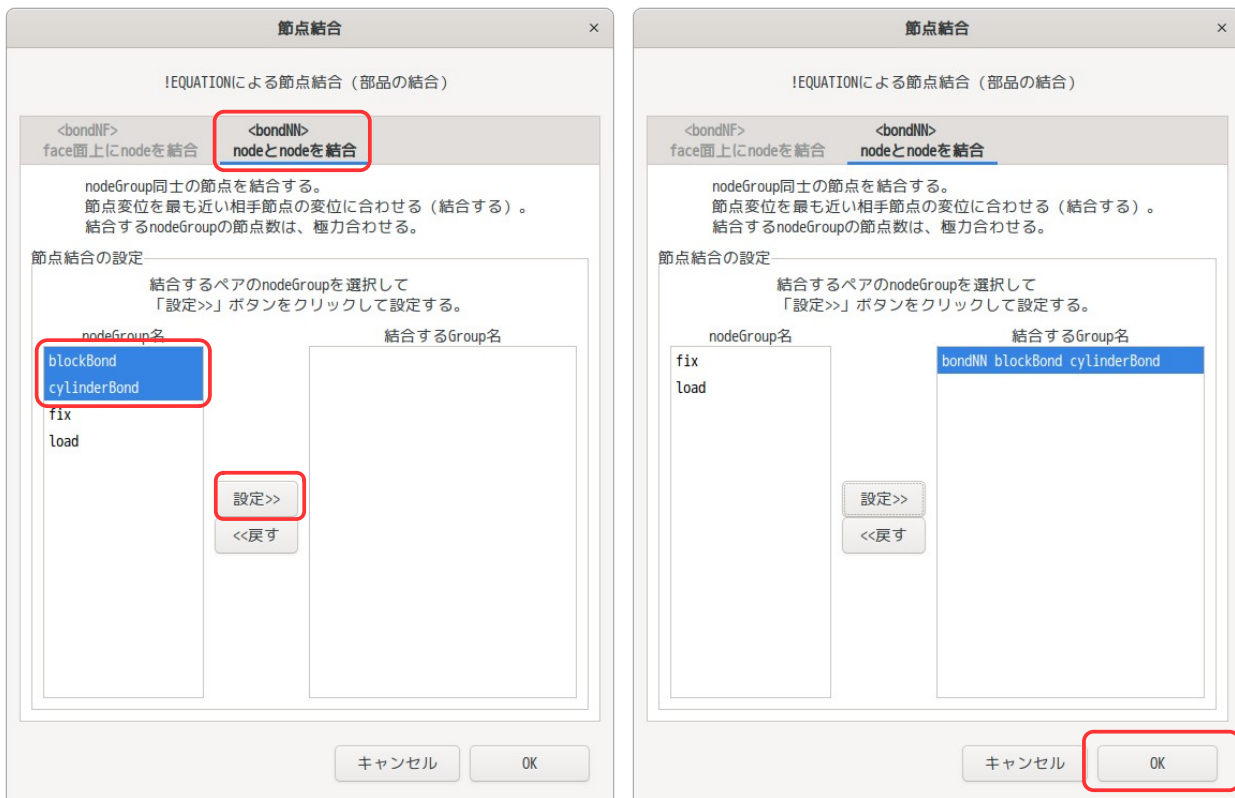 節点結合
×
!EQUATIONによる節点結合（部品の結合）
<bondNF>
face面上にnodeを結合
<bondNN>
nodeとnodeを結合
nodeGroup同士の節点を結合する。
節点変位を最も近い相手節点の変位に合わせる（結合する）。
結合するnodeGroupの節点数は、極力合わせる。
節点結合の設定
結合するペアのnodeGroupを選択して
「設定>>」ボタンをクリックして設定する。
nodeGroup名
結合するGroup名
blockBond
cylinderBond
fix
load
設定>>
<<戻す
キャンセル
OK
節点結合
×
!EQUATIONによる節点結合（部品の結合）
<bondNF>
face面上にnodeを結合
<bondNN>
nodeとnodeを結合
nodeGroup同士の節点を結合する。
節点変位を最も近い相手節点の変位に合わせる（結合する）。
結合するnodeGroupの節点数は、極力合わせる。
節点結合の設定
結合するペアのnodeGroupを選択して
「設定>>」ボタンをクリックして設定する。
nodeGroup名
結合するGroup名
fix
load
bondNN blockBond cylinderBond
設定>>
<<戻す
キャンセル
OK